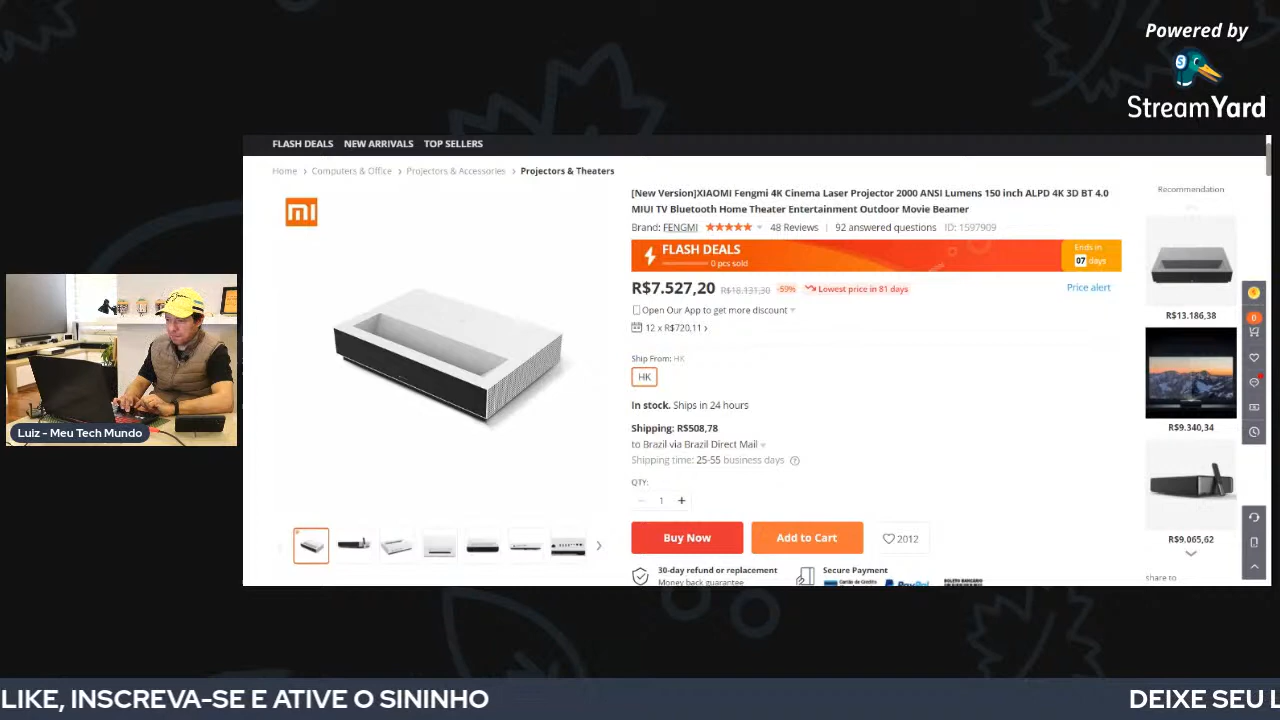 Powered by
StreamYard
FLASH DEALS NEW ARRIVALS TOP SELLERS
Home > Computers & Office > Projectors & Accessories > Projectors & Theaters
mi
[New Version]XIAOMI Fengmi 4K Cinema Laser Projector 2000 ANSI Lumens 150 inch ALPD 4K 3D BT 4.0
MIUI TV Bluetooth Home Theater Entertainment Outdoor Movie Beamer
Brand: FENGMI 48 Reviews | 92 answered questions ID: 1597909
FLASH DEALS
0 pcs sold
Ends in
07 days
R$7.527,20 R$18.131,30 -59% Lowest price in 81 days Price alert
Open Our App to get more discount
12 x R$720,11 ›
Ship From: HK
HK
In stock. Ships in 24 hours
Shipping: R$508,78
to Brazil via Brazil Direct Mail
Shipping time: 25-55 business days ?
QTY:
− 1 +
Buy Now Add to Cart 2012
30-day refund or replacement
Money back guarantee
Secure Payment
PayPal
Recommendation
R$13.186,38
R$9.340,34
R$9.065,62
share to
0
Luiz - Meu Tech Mundo
LIKE, INSCREVA-SE E ATIVE O SININHO
DEIXE SEU L